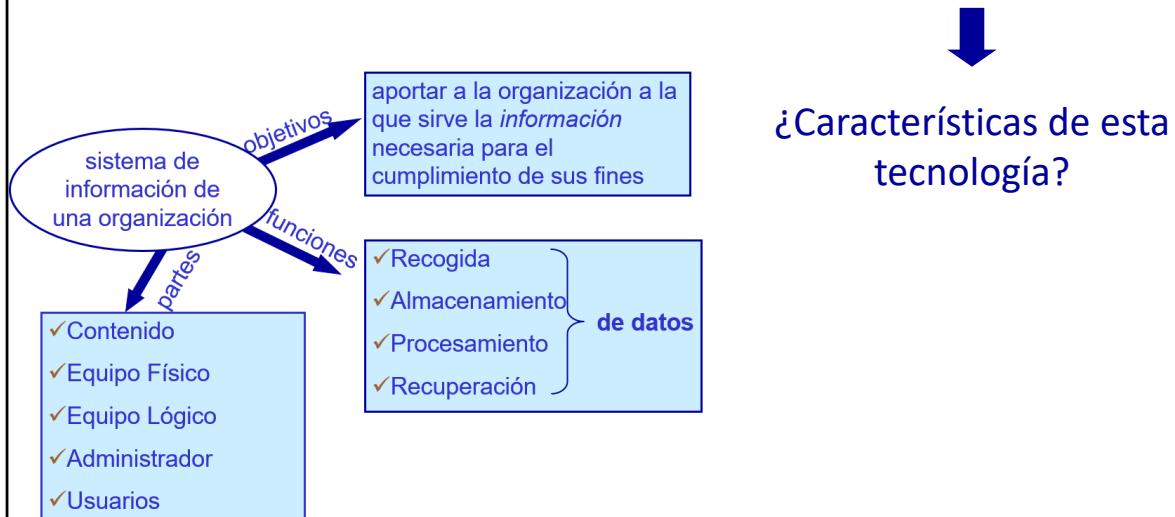 sistema de
información de
una organización
objetivos
aportar a la organización a la
que sirve la información
necesaria para el
cumplimiento de sus fines
funciones
✓Recogida
✓Almacenamiento
✓Procesamiento
✓Recuperación
de datos
partes
✓Contenido
✓Equipo Físico
✓Equipo Lógico
✓Administrador
✓Usuarios
¿Características de esta
tecnología?